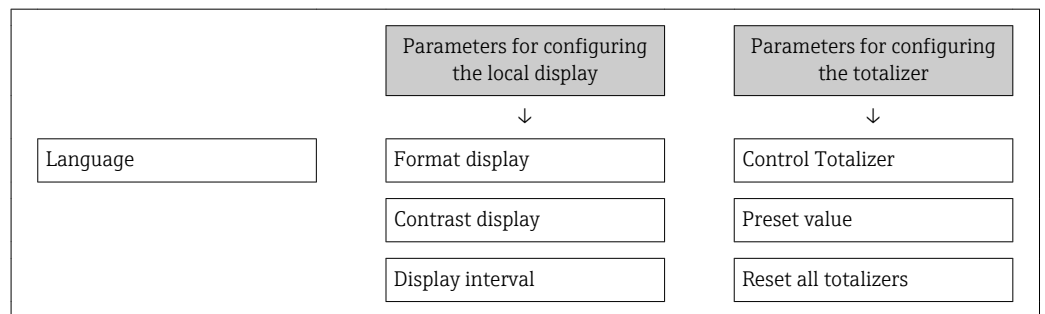 Parameters for configuring
the local display
Parameters for configuring
the totalizer
↓
↓
Language
Format display
Control Totalizer
Contrast display
Preset value
Display interval
Reset all totalizers